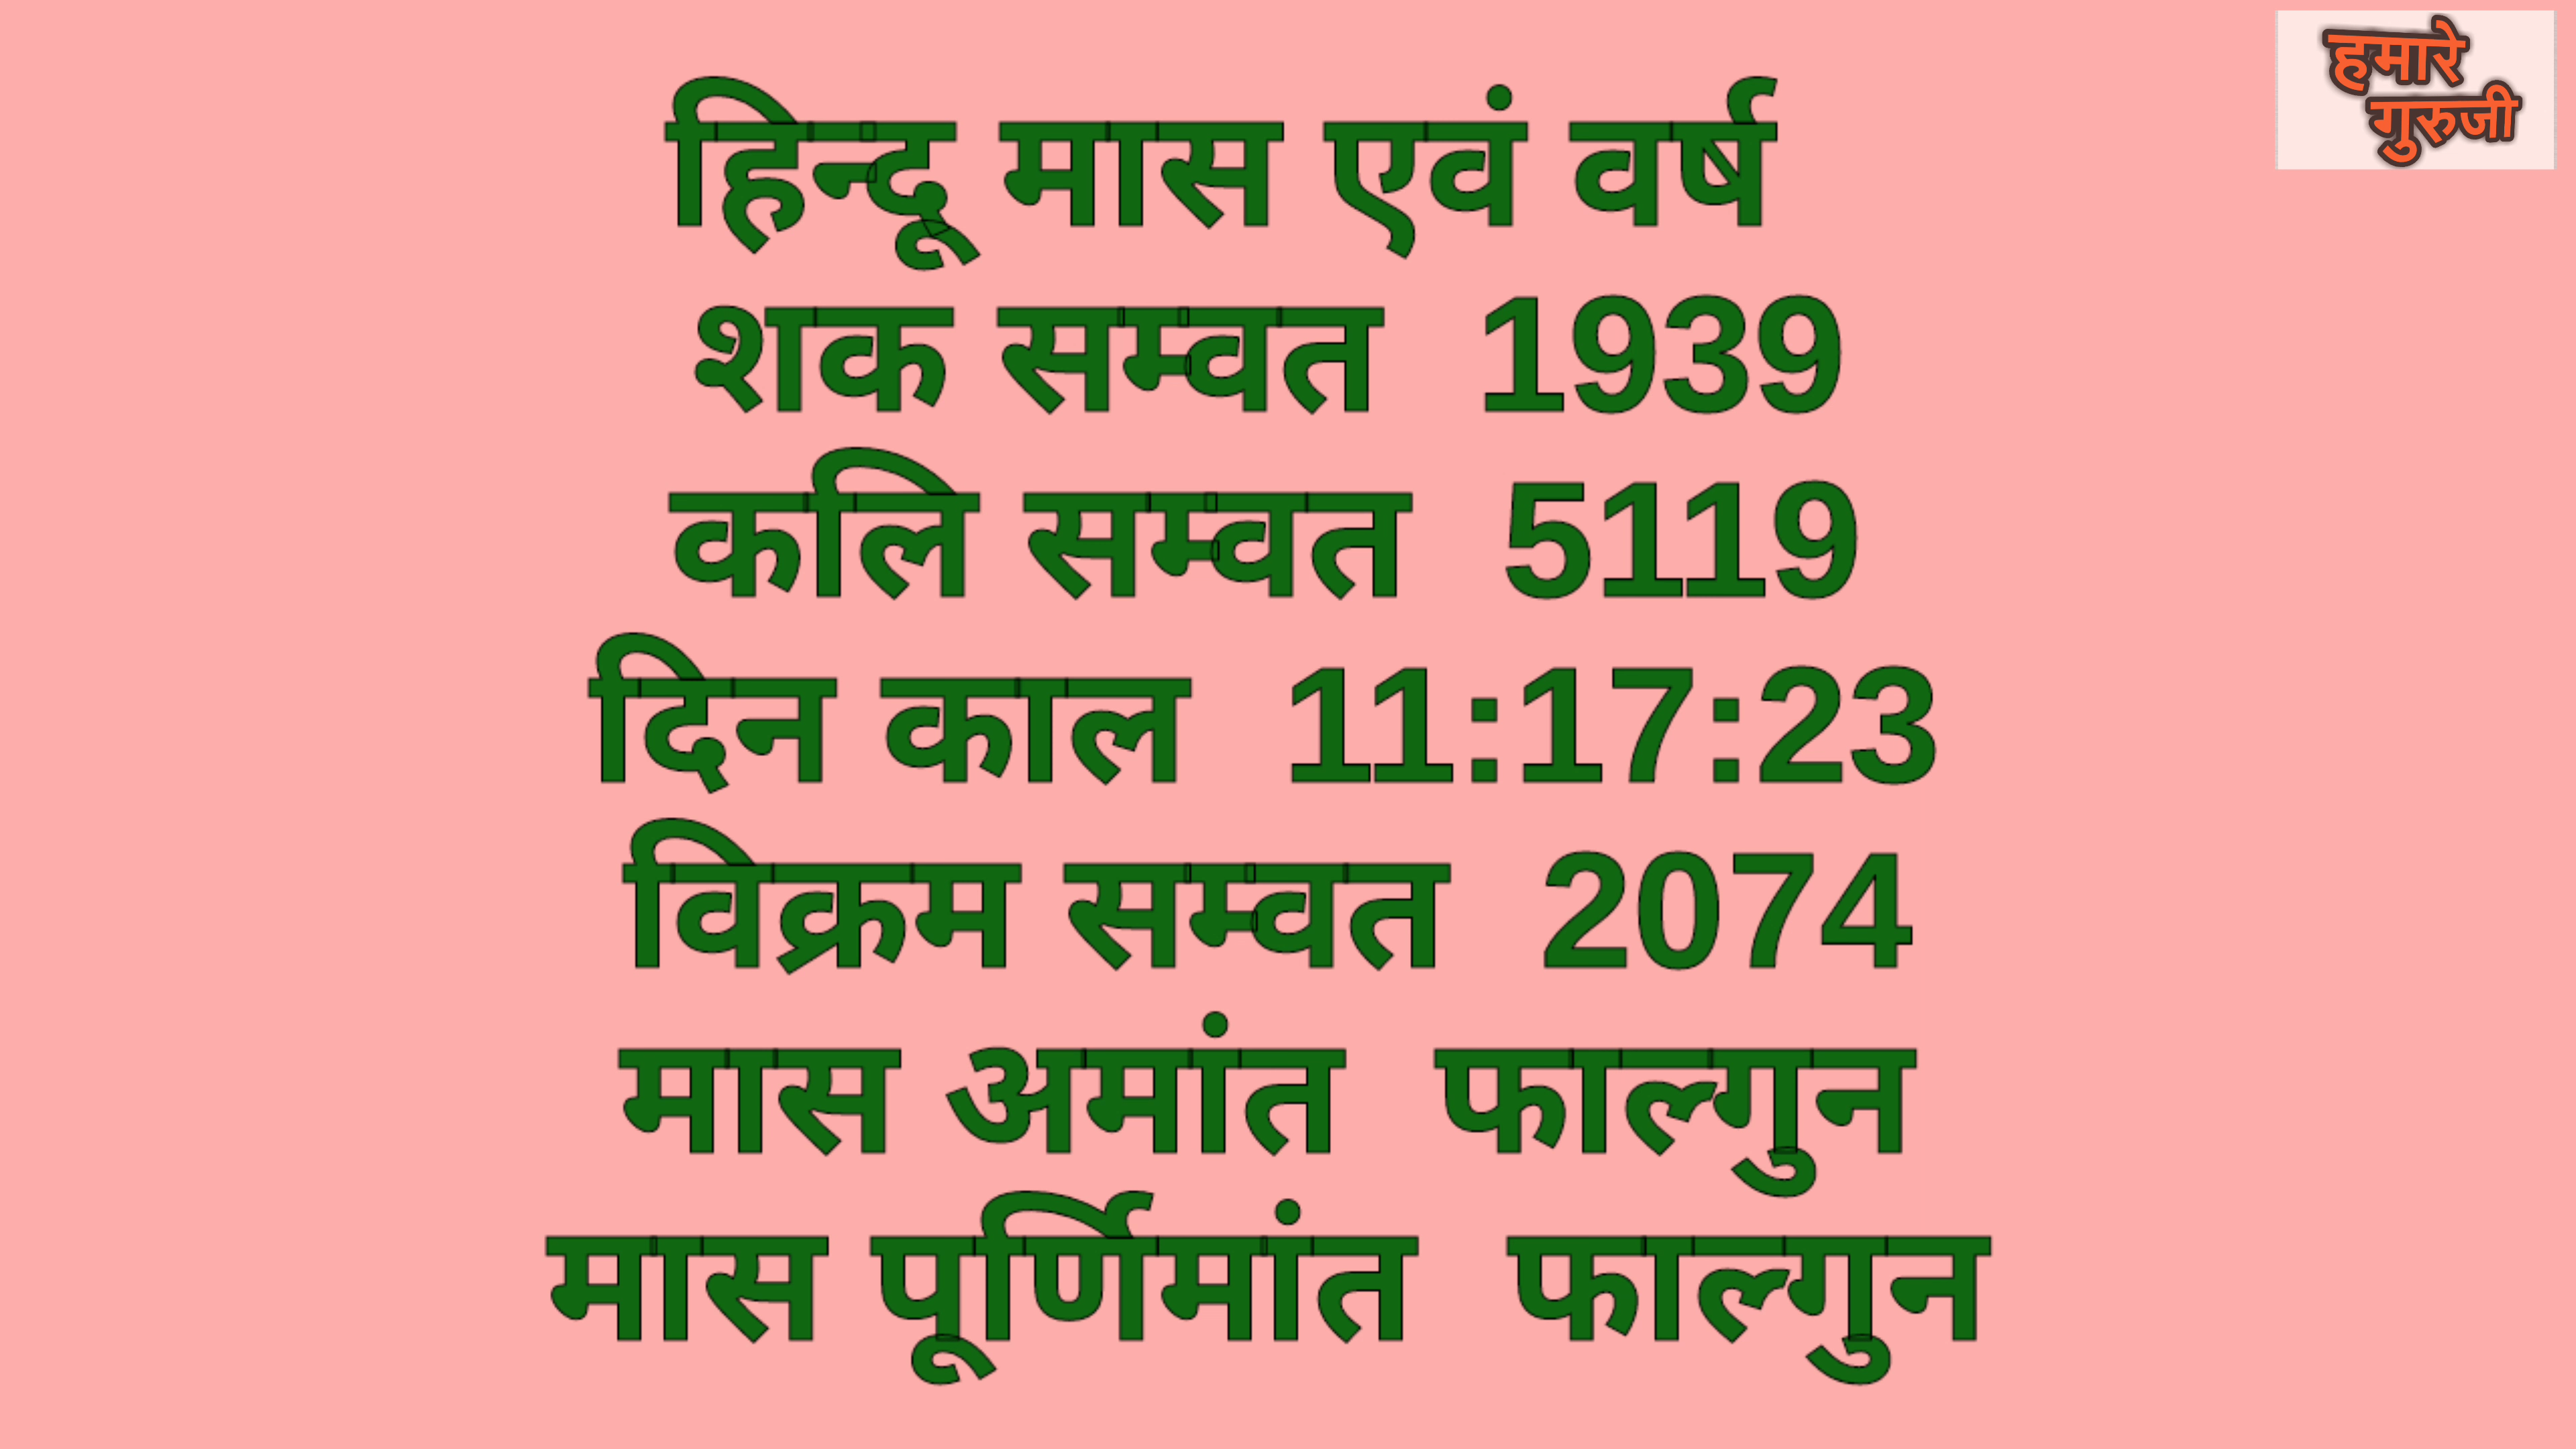 हिन्दू मास एवं वर्ष
शक सम्वत 1939
कलि सम्वत 5119
दिन काल 11:17:23
विक्रम सम्वत 2074
मास अमांत फाल्गुन
मास पूर्णिमांत फाल्गुन
हमारे
गुरुजी